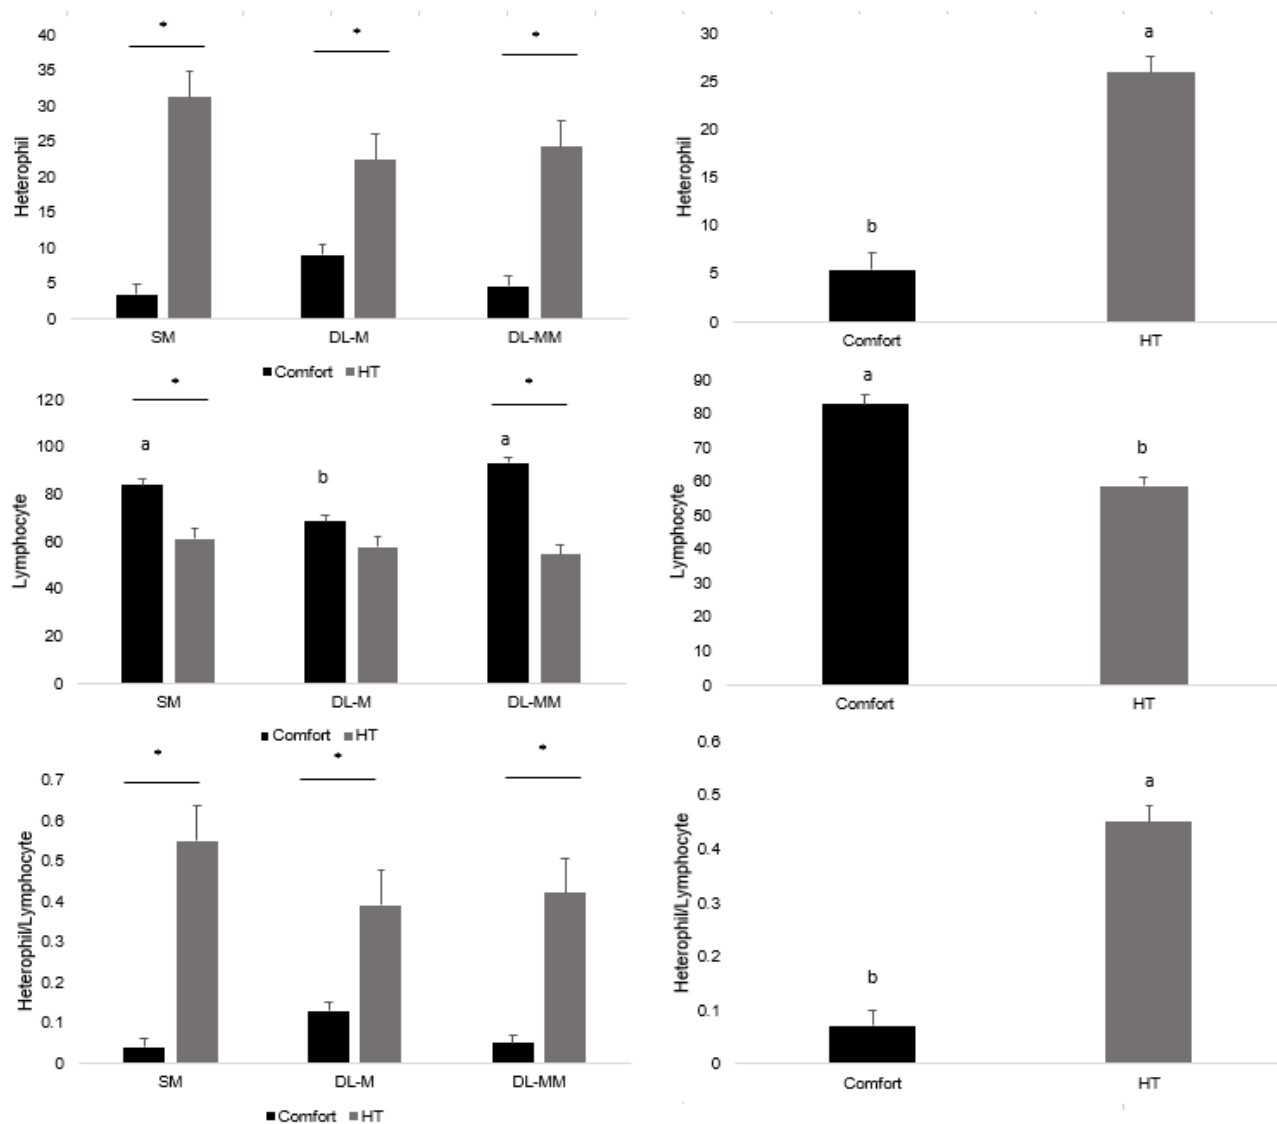 *
*
*
40
35
30
25
20
15
10
5
0
Heterophil
SM
DL-M
DL-MM
Comfort
HT
30
25
20
15
10
5
0
Heterophil
b
a
Comfort
HT
*
*
120
100
80
60
40
20
0
Lymphocyte
a
b
a
SM
DL-M
DL-MM
Comfort
HT
90
80
70
60
50
40
30
20
10
0
Lymphocyte
a
b
Comfort
HT
*
*
*
0.7
0.6
0.5
0.4
0.3
0.2
0.1
0
Heterophil/Lymphocyte
SM
DL-M
DL-MM
Comfort
HT
0.6
0.5
0.4
0.3
0.2
0.1
0
Heterophil/Lymphocyte
b
a
Comfort
HT